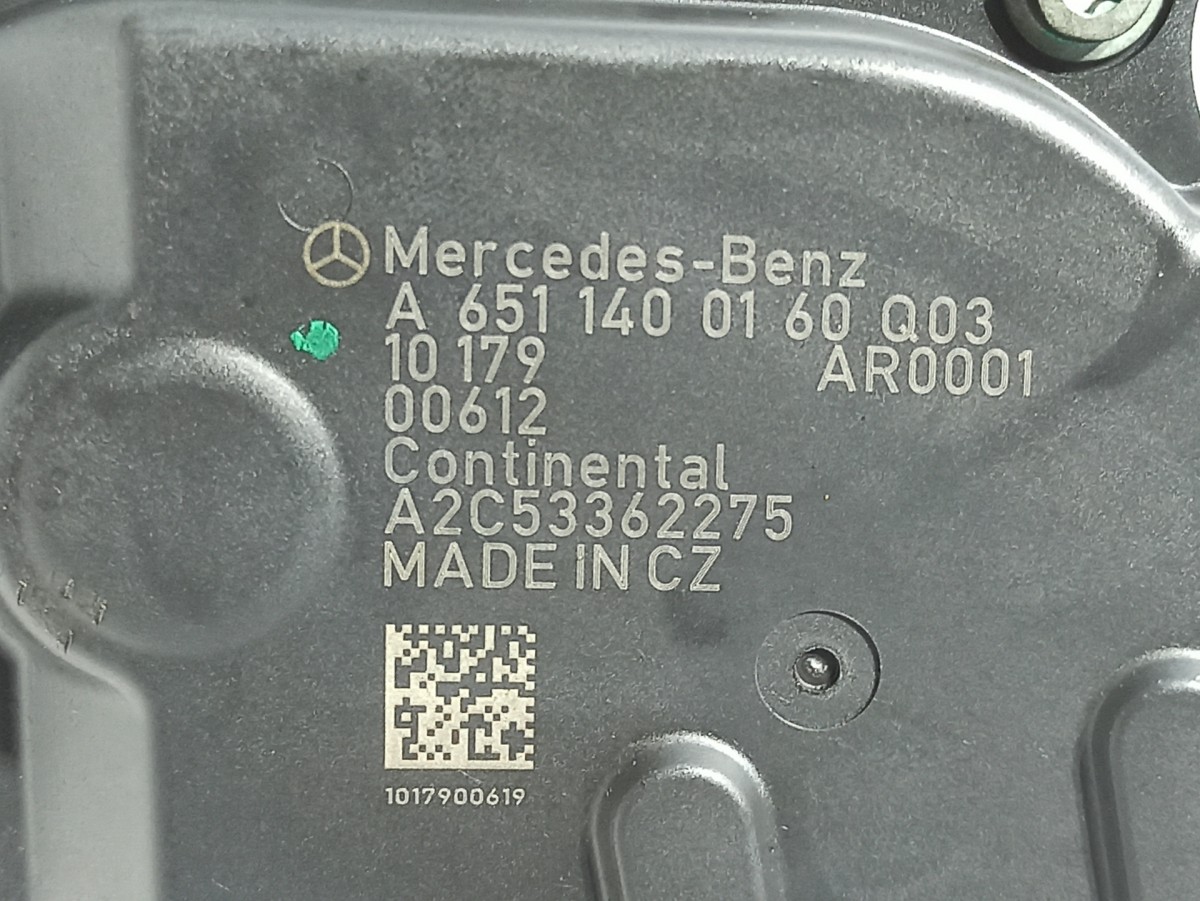 Mercedes-Benz
A 651 140 01 60 Q03
10 179 AR0001
00612
Continental
A2C53362275
MADE IN CZ
1017900619